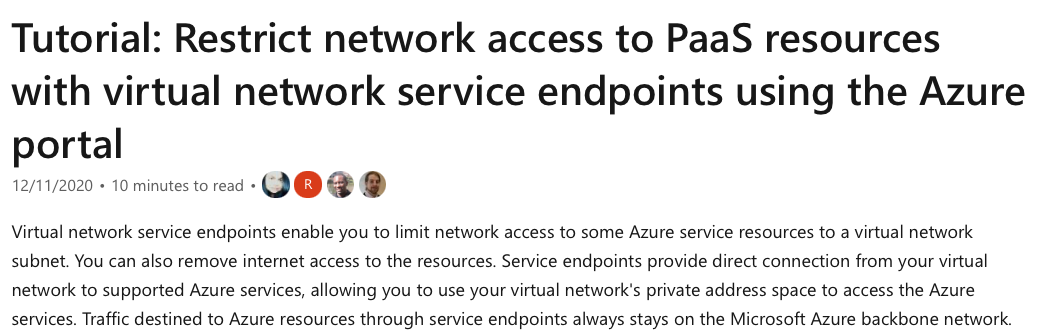 Tutorial: Restrict network access to PaaS resources
with virtual network service endpoints using the Azure
portal
12/11/2020 • 10 minutes to read • R
Virtual network service endpoints enable you to limit network access to some Azure service resources to a virtual network
subnet. You can also remove internet access to the resources. Service endpoints provide direct connection from your virtual
network to supported Azure services, allowing you to use your virtual network's private address space to access the Azure
services. Traffic destined to Azure resources through service endpoints always stays on the Microsoft Azure backbone network.